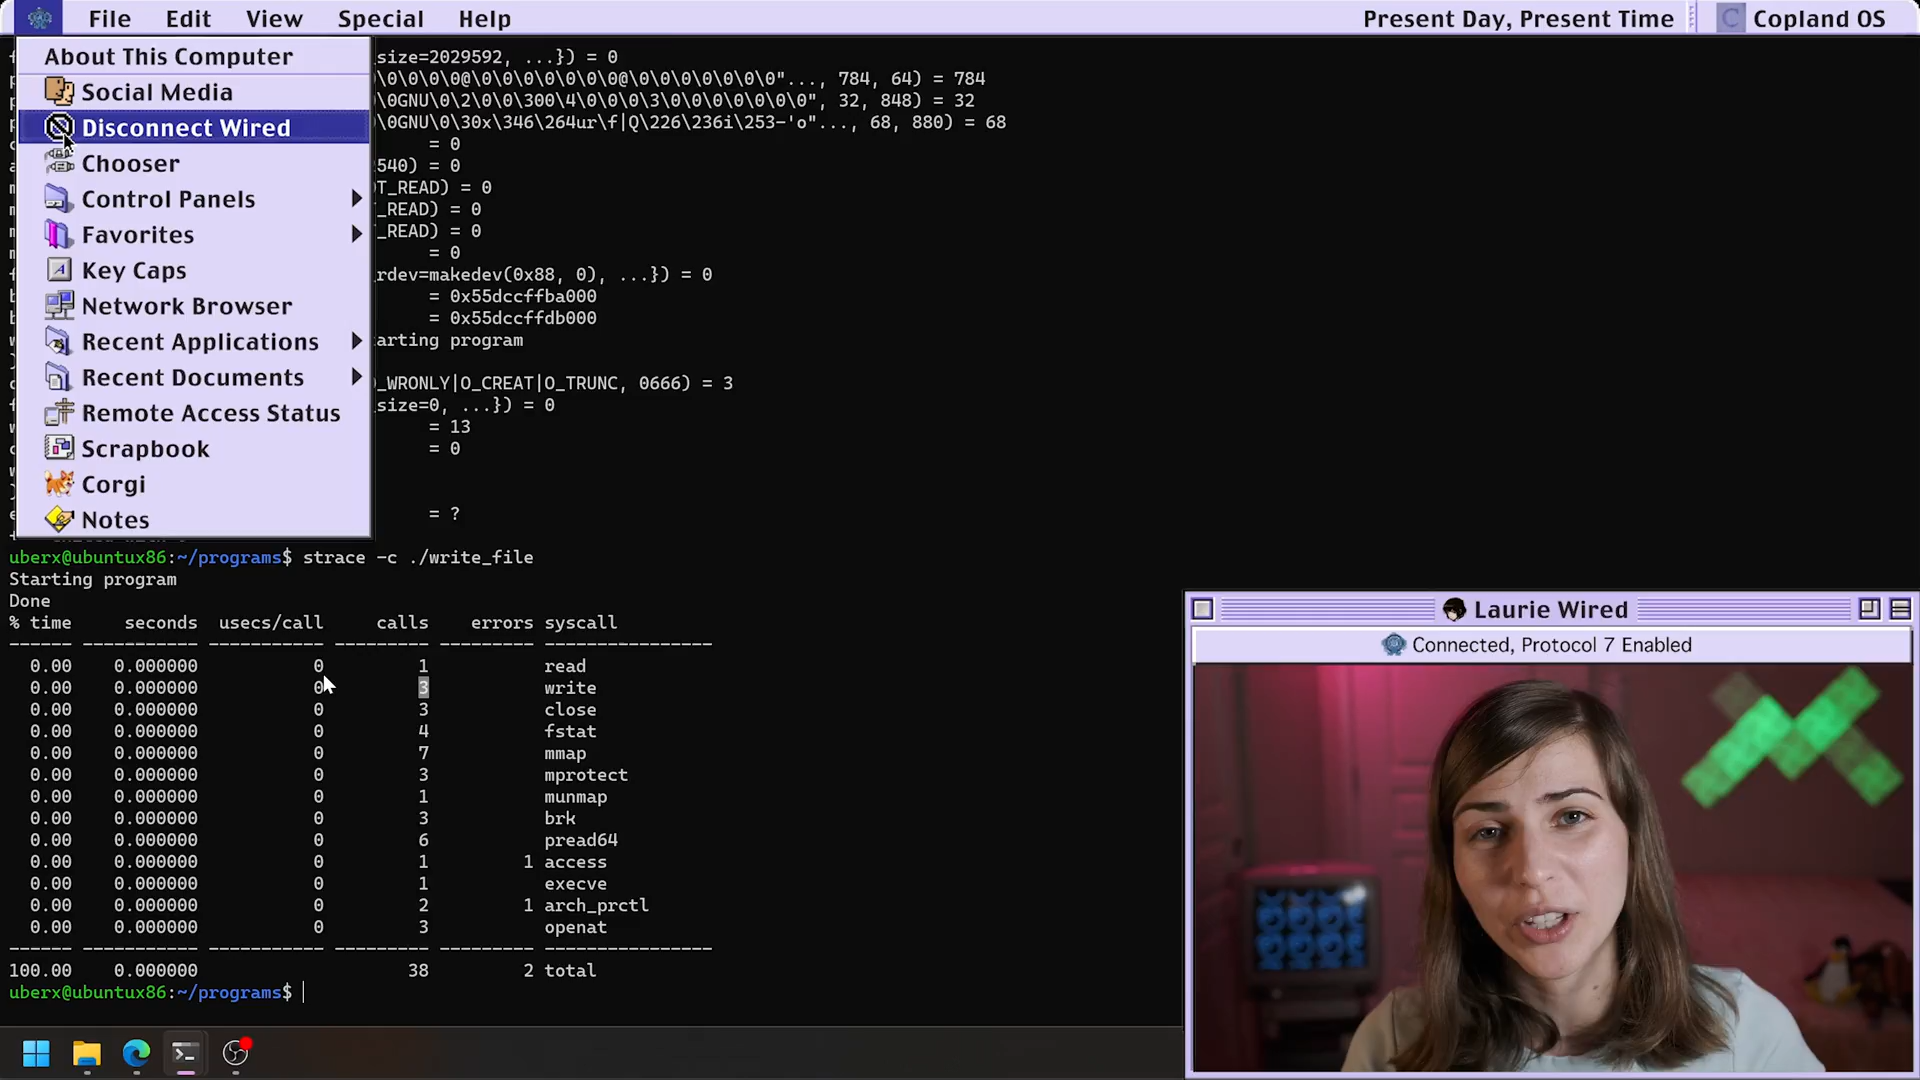 File Edit View Special Help
Present Day, Present Time
Copland OS
About This Computer
Social Media
Disconnect Wired
Chooser
Control Panels
Favorites
Key Caps
Network Browser
Recent Applications
Recent Documents
Remote Access Status
Scrapbook
Corgi
Notes
size=2029592, ...}) = 0
\0\0\0\0@\0\0\0\0\0\0\0@\0\0\0\0\0\0\0"..., 784, 64) = 784
\0GNU\0\2\0\0\300\4\0\0\0\3\0\0\0\0\0\0\0", 32, 848) = 32
\0GNU\0\30x\346\264ur\f|Q\226\236i\253-'o"..., 68, 880) = 68
= 0
540) = 0
T_READ) = 0
_READ) = 0
_READ) = 0
= 0
rdev=makedev(0x88, 0), ...}) = 0
= 0x55dccffba000
= 0x55dccffdb000
arting program
_WRONLY|O_CREAT|O_TRUNC, 0666) = 3
size=0, ...}) = 0
= 13
= 0
= ?
uberx@ubuntux86:~/programs$ strace -c ./write_file
Starting program
Done
% time seconds usecs/call calls errors syscall
------ ----------- ----------- --------- --------- ----------------
0.00 0.000000 0 1 read
0.00 0.000000 0 3 write
0.00 0.000000 0 3 close
0.00 0.000000 0 4 fstat
0.00 0.000000 0 7 mmap
0.00 0.000000 0 3 mprotect
0.00 0.000000 0 1 munmap
0.00 0.000000 0 3 brk
0.00 0.000000 0 6 pread64
0.00 0.000000 0 1 1 access
0.00 0.000000 0 1 execve
0.00 0.000000 0 2 1 arch_prctl
0.00 0.000000 0 3 openat
------ ----------- ----------- --------- --------- ----------------
100.00 0.000000 38 2 total
uberx@ubuntux86:~/programs$
Laurie Wired
Connected, Protocol 7 Enabled